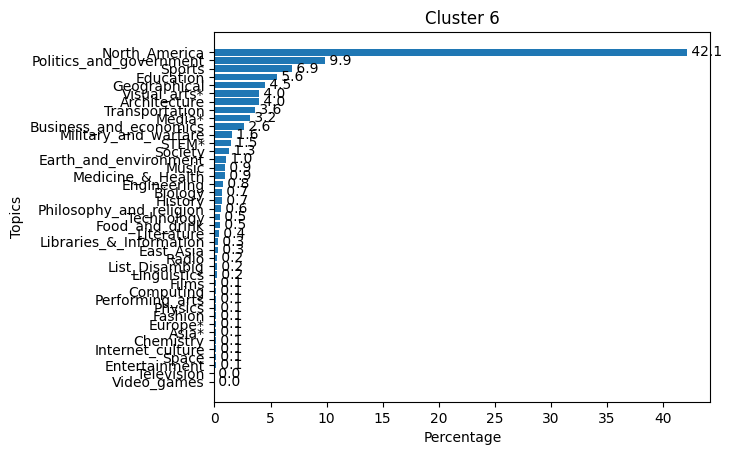 Cluster 6
North_America 42.1
Politics_and_government 9.9
Sports 6.9
Education 5.6
Geographical 4.5
Visual_arts* 4.0
Architecture 4.0
Transportation 3.6
Media* 3.2
Business_and_economics 2.6
Military_and_warfare 1.6
STEM* 1.5
Society 1.3
Earth_and_environment 1.0
Music 0.9
Medicine_&_Health 0.9
Engineering 0.8
Biology 0.7
History 0.7
Philosophy_and_religion 0.6
Technology 0.5
Food_and_drink 0.5
Literature 0.4
Libraries_&_Information 0.3
East_Asia 0.3
Radio 0.2
List_Disambig 0.2
Linguistics 0.2
Films 0.1
Computing 0.1
Performing_arts 0.1
Physics 0.1
Fashion 0.1
Europe* 0.1
Asia* 0.1
Chemistry 0.1
Internet_culture 0.1
Space 0.1
Entertainment 0.1
Television 0.0
Video_games 0.0
Topics
0 5 10 15 20 25 30 35 40
Percentage